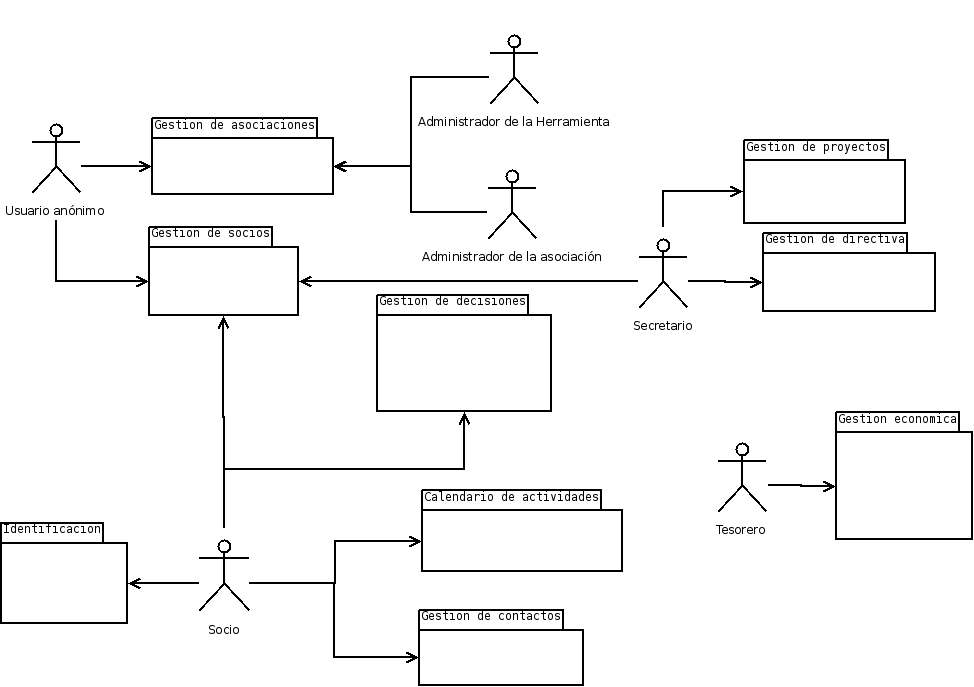 Administrador de la Herramienta
Gestion de asociaciones
Usuario anónimo
Gestion de proyectos
Administrador de la asociación
Gestion de socios
Gestion de directiva
Secretario
Gestion de decisiones
Gestion economica
Tesorero
Calendario de actividades
Identificacion
Socio
Gestion de contactos